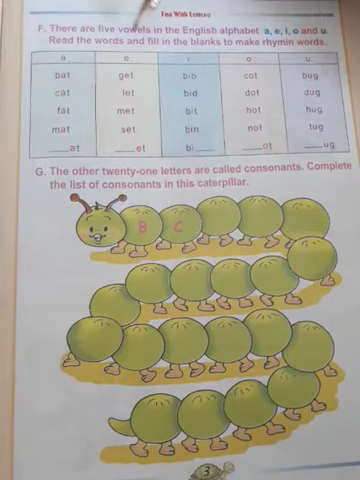 Fun With Letters
F. There are five vowels in the English alphabet a, e, i, o and u.
Read the words and fill in the blanks to make rhymin words.
a e i o u
bat get bib cot bug
cat let bid dot dug
fat met bit hot hug
mat set bin not tug
___at ___et bi___ ___ot ___ug
G. The other twenty-one letters are called consonants. Complete
the list of consonants in this caterpillar.
B C
3